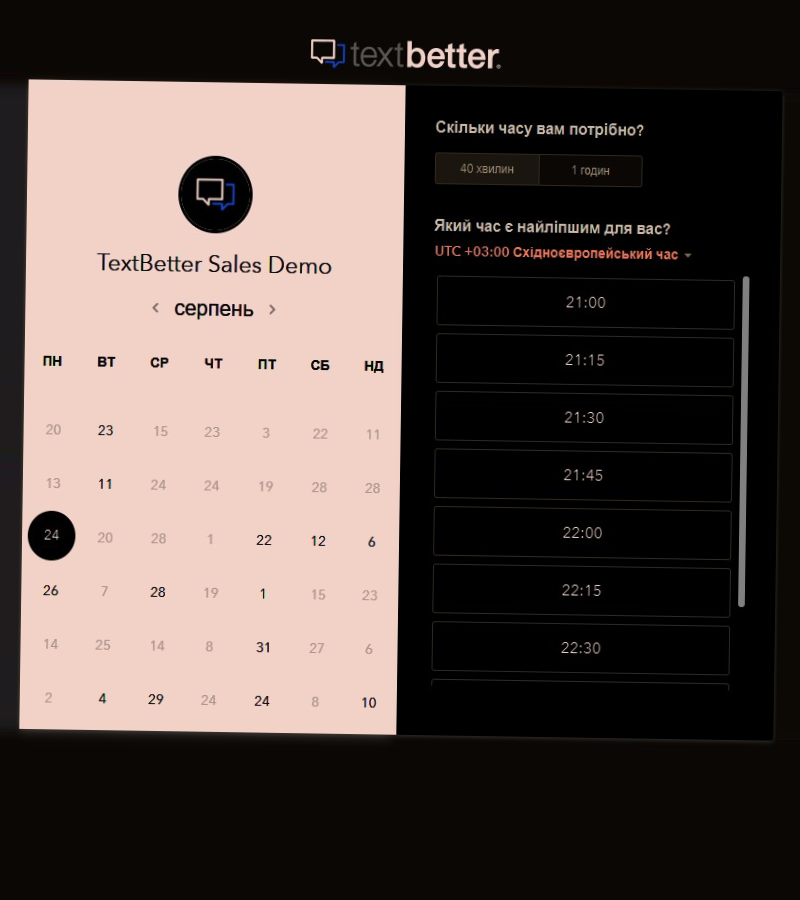 textbetter.
TextBetter Sales Demo
серпень
ПН ВТ СР ЧТ ПТ СБ НД
20 23 15 23 3 22 11
13 11 24 24 19 28 28
24 20 28 1 22 12 6
26 7 28 19 1 15 23
14 25 14 8 31 27 6
2 4 29 24 24 8 10
Скільки часу вам потрібно?
40 хвилин 1 годин
Який час є найліпшим для вас?
UTC +03:00 Східноєвропейський час
21:00
21:15
21:30
21:45
22:00
22:15
22:30